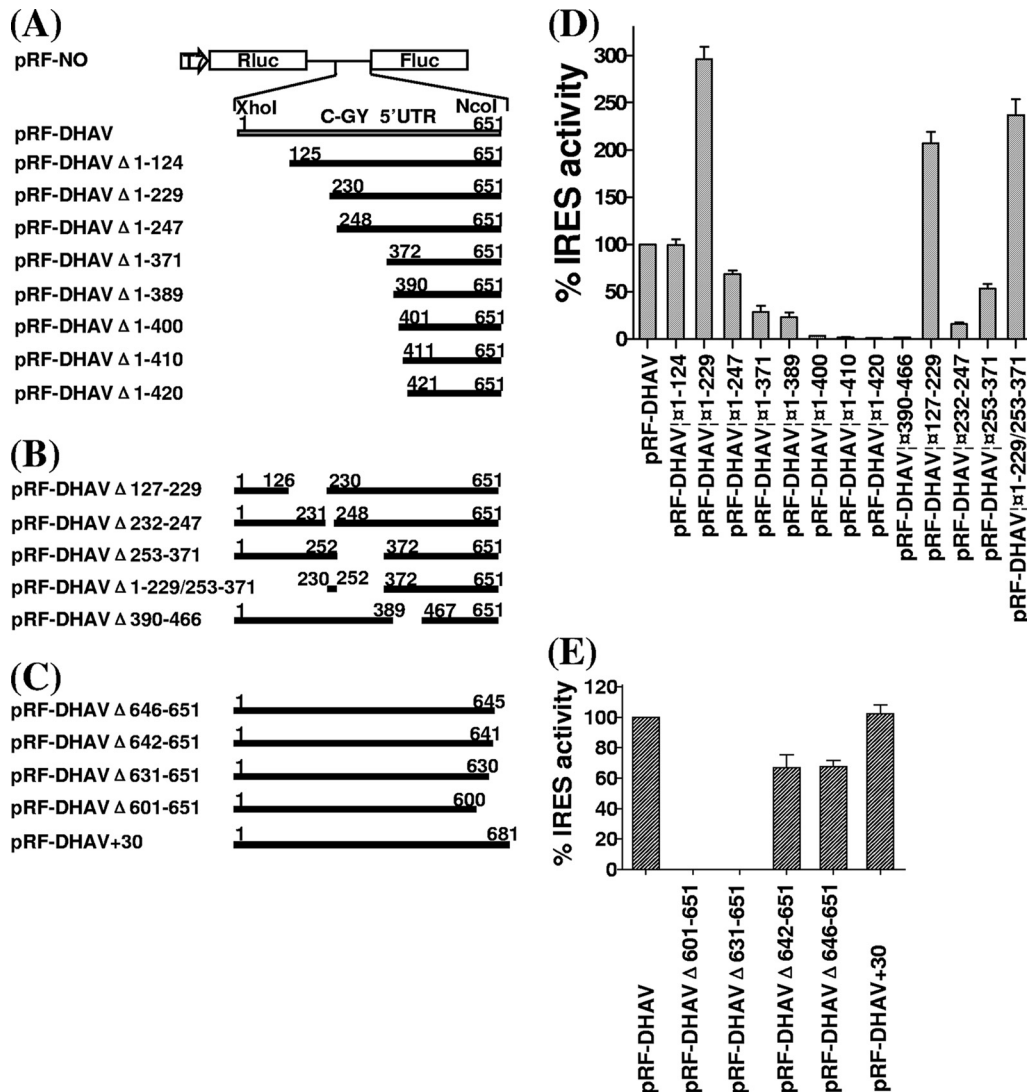 (A)
pRF-NO
T7
Rluc
Fluc
XhoI
NcoI
C-GY 5'UTR
pRF-DHAV
1
651
pRF-DHAV Δ 1-124
125
651
pRF-DHAV Δ 1-229
230
651
pRF-DHAV Δ 1-247
248
651
pRF-DHAV Δ 1-371
372
651
pRF-DHAV Δ 1-389
390
651
pRF-DHAV Δ 1-400
401
651
pRF-DHAV Δ 1-410
411
651
pRF-DHAV Δ 1-420
421
651
(B)
pRF-DHAV Δ 127-229
1
126
230
651
pRF-DHAV Δ 232-247
1
231
248
651
pRF-DHAV Δ 253-371
1
252
372
651
pRF-DHAV Δ 1-229/253-371
230
252
372
651
pRF-DHAV Δ 390-466
1
389
467
651
(C)
pRF-DHAV Δ 646-651
1
645
pRF-DHAV Δ 642-651
1
641
pRF-DHAV Δ 631-651
1
630
pRF-DHAV Δ 601-651
1
600
pRF-DHAV+30
1
681
(D)
% IRES activity
300
250
200
150
100
50
0
pRF-DHAV
pRF-DHAV¦¤1-124
pRF-DHAV¦¤1-229
pRF-DHAV¦¤1-247
pRF-DHAV¦¤1-371
pRF-DHAV¦¤1-389
pRF-DHAV¦¤1-400
pRF-DHAV¦¤1-410
pRF-DHAV¦¤1-420
pRF-DHAV¦¤390-466
pRF-DHAV¦¤127-229
pRF-DHAV¦¤232-247
pRF-DHAV¦¤253-371
pRF-DHAV¦¤1-229/253-371
(E)
% IRES activity
120
100
80
60
40
20
0
pRF-DHAV
pRF-DHAV Δ 601-651
pRF-DHAV Δ 631-651
pRF-DHAV Δ 642-651
pRF-DHAV Δ 646-651
pRF-DHAV+30